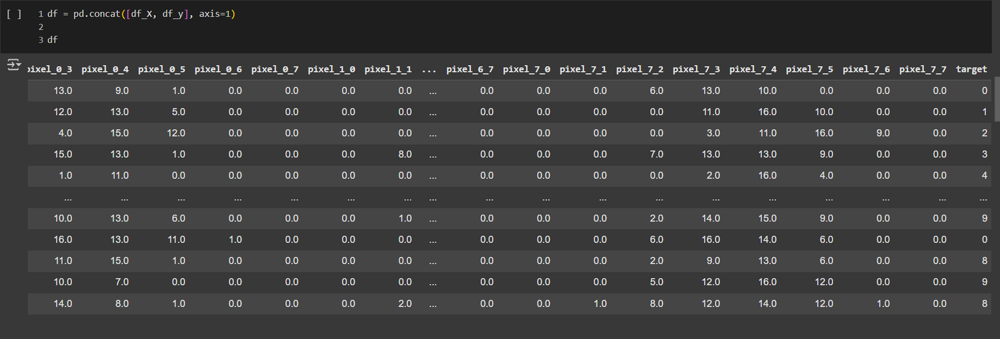 [ ] 1 df = pd.concat([df_X, df_y], axis=1)
2
3 df
pixel_0_3 pixel_0_4 pixel_0_5 pixel_0_6 pixel_0_7 pixel_1_0 pixel_1_1 ... pixel_6_7 pixel_7_0 pixel_7_1 pixel_7_2 pixel_7_3 pixel_7_4 pixel_7_5 pixel_7_6 pixel_7_7 target
13.0 9.0 1.0 0.0 0.0 0.0 0.0 ... 0.0 0.0 0.0 6.0 13.0 10.0 0.0 0.0 0.0 0
12.0 13.0 5.0 0.0 0.0 0.0 0.0 ... 0.0 0.0 0.0 0.0 11.0 16.0 10.0 0.0 0.0 1
4.0 15.0 12.0 0.0 0.0 0.0 0.0 ... 0.0 0.0 0.0 0.0 3.0 11.0 16.0 9.0 0.0 2
15.0 13.0 1.0 0.0 0.0 0.0 8.0 ... 0.0 0.0 0.0 7.0 13.0 13.0 9.0 0.0 0.0 3
1.0 11.0 0.0 0.0 0.0 0.0 0.0 ... 0.0 0.0 0.0 0.0 2.0 16.0 4.0 0.0 0.0 4
... ... ... ... ... ... ... ... ... ... ... ... ... ... ... ... ... ...
10.0 13.0 6.0 0.0 0.0 0.0 1.0 ... 0.0 0.0 0.0 2.0 14.0 15.0 9.0 0.0 0.0 9
16.0 13.0 11.0 1.0 0.0 0.0 0.0 ... 0.0 0.0 0.0 6.0 16.0 14.0 6.0 0.0 0.0 0
11.0 15.0 1.0 0.0 0.0 0.0 0.0 ... 0.0 0.0 0.0 2.0 9.0 13.0 6.0 0.0 0.0 8
10.0 7.0 0.0 0.0 0.0 0.0 0.0 ... 0.0 0.0 0.0 5.0 12.0 16.0 12.0 0.0 0.0 9
14.0 8.0 1.0 0.0 0.0 0.0 2.0 ... 0.0 0.0 1.0 8.0 12.0 14.0 12.0 1.0 0.0 8